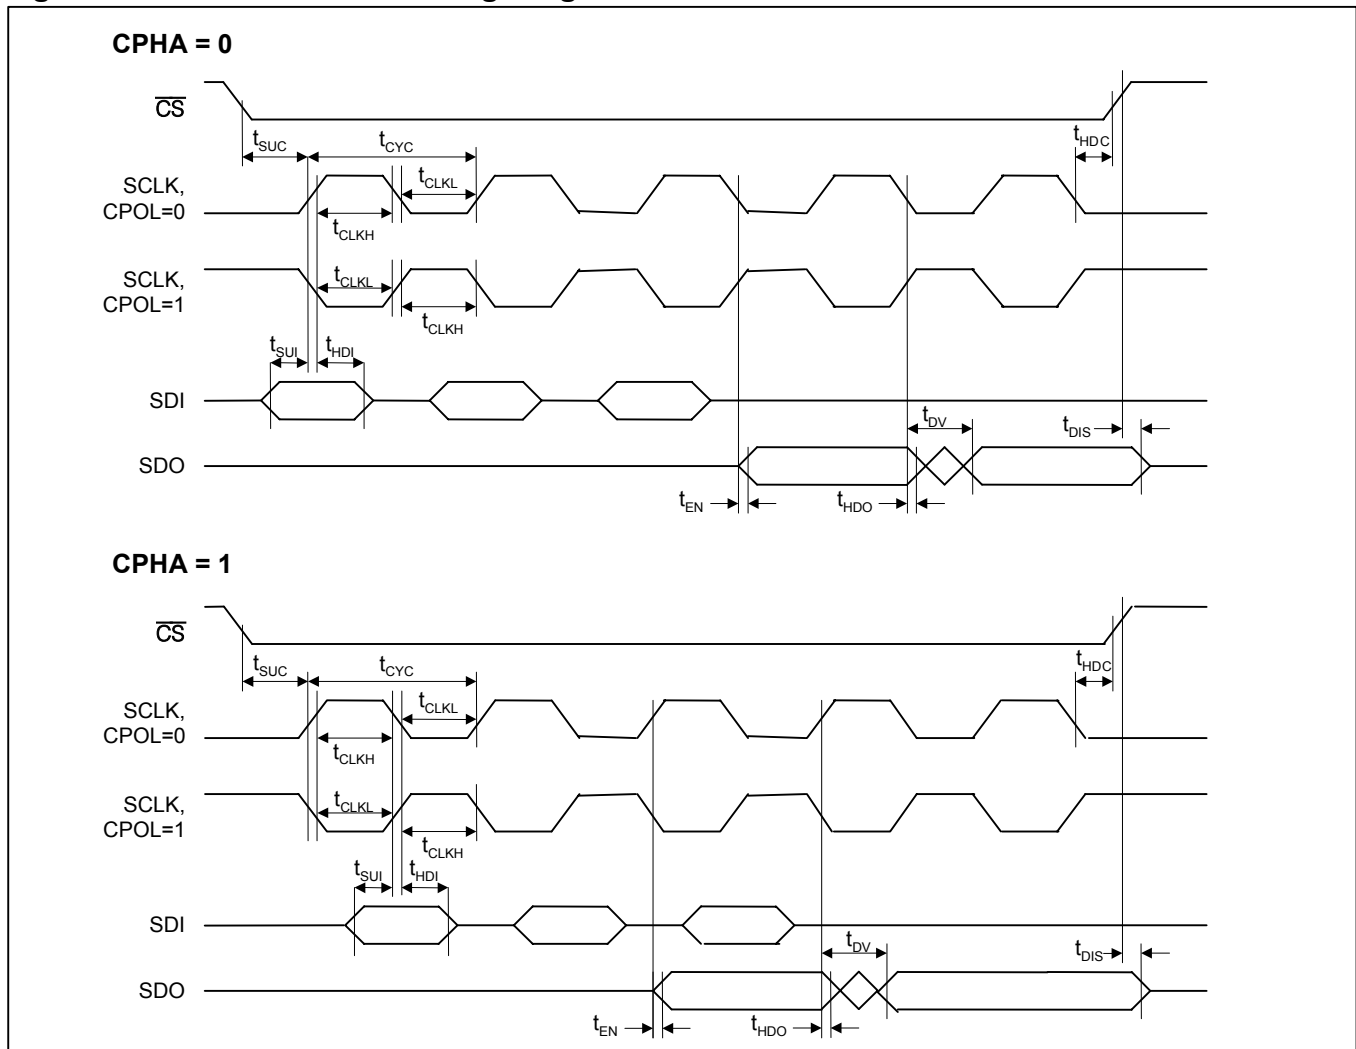 CPHA = 0
CS
tSUC
tCYC
tHDC
SCLK,
CPOL=0
tCLKL
tCLKH
SCLK,
CPOL=1
tCLKL
tCLKH
tSUI
tHDI
SDI
tDV
tDIS
SDO
tEN
tHDO
CPHA = 1
CS
tSUC
tCYC
tHDC
SCLK,
CPOL=0
tCLKL
tCLKH
SCLK,
CPOL=1
tCLKL
tCLKH
tSUI
tHDI
SDI
tDV
tDIS
SDO
tEN
tHDO